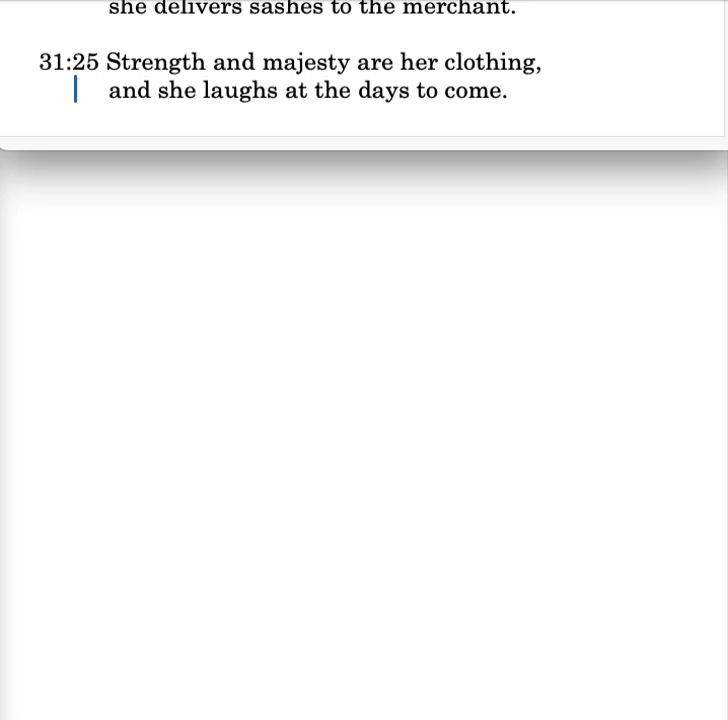 she delivers sashes to the merchant.
31:25 Strength and majesty are her clothing,
and she laughs at the days to come.